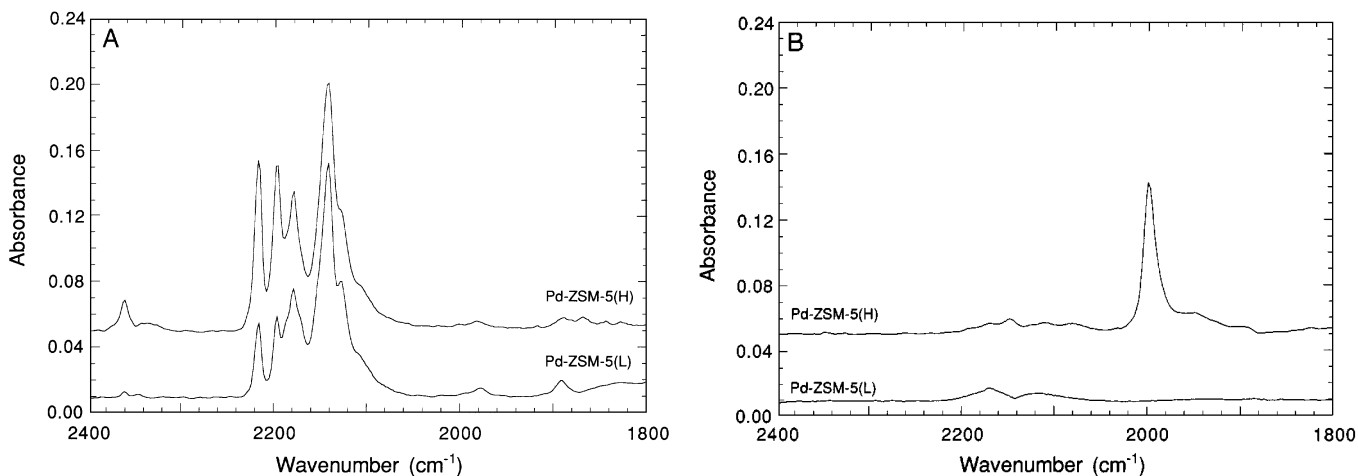 A
0.24
0.20
0.16
0.12
0.08
0.04
0.00
Absorbance
Pd-ZSM-5(H)
Pd-ZSM-5(L)
2400 2200 2000 1800
Wavenumber (cm⁻¹)
B
0.24
0.20
0.16
0.12
0.08
0.04
0.00
Absorbance
Pd-ZSM-5(H)
Pd-ZSM-5(L)
2400 2200 2000 1800
Wavenumber (cm⁻¹)